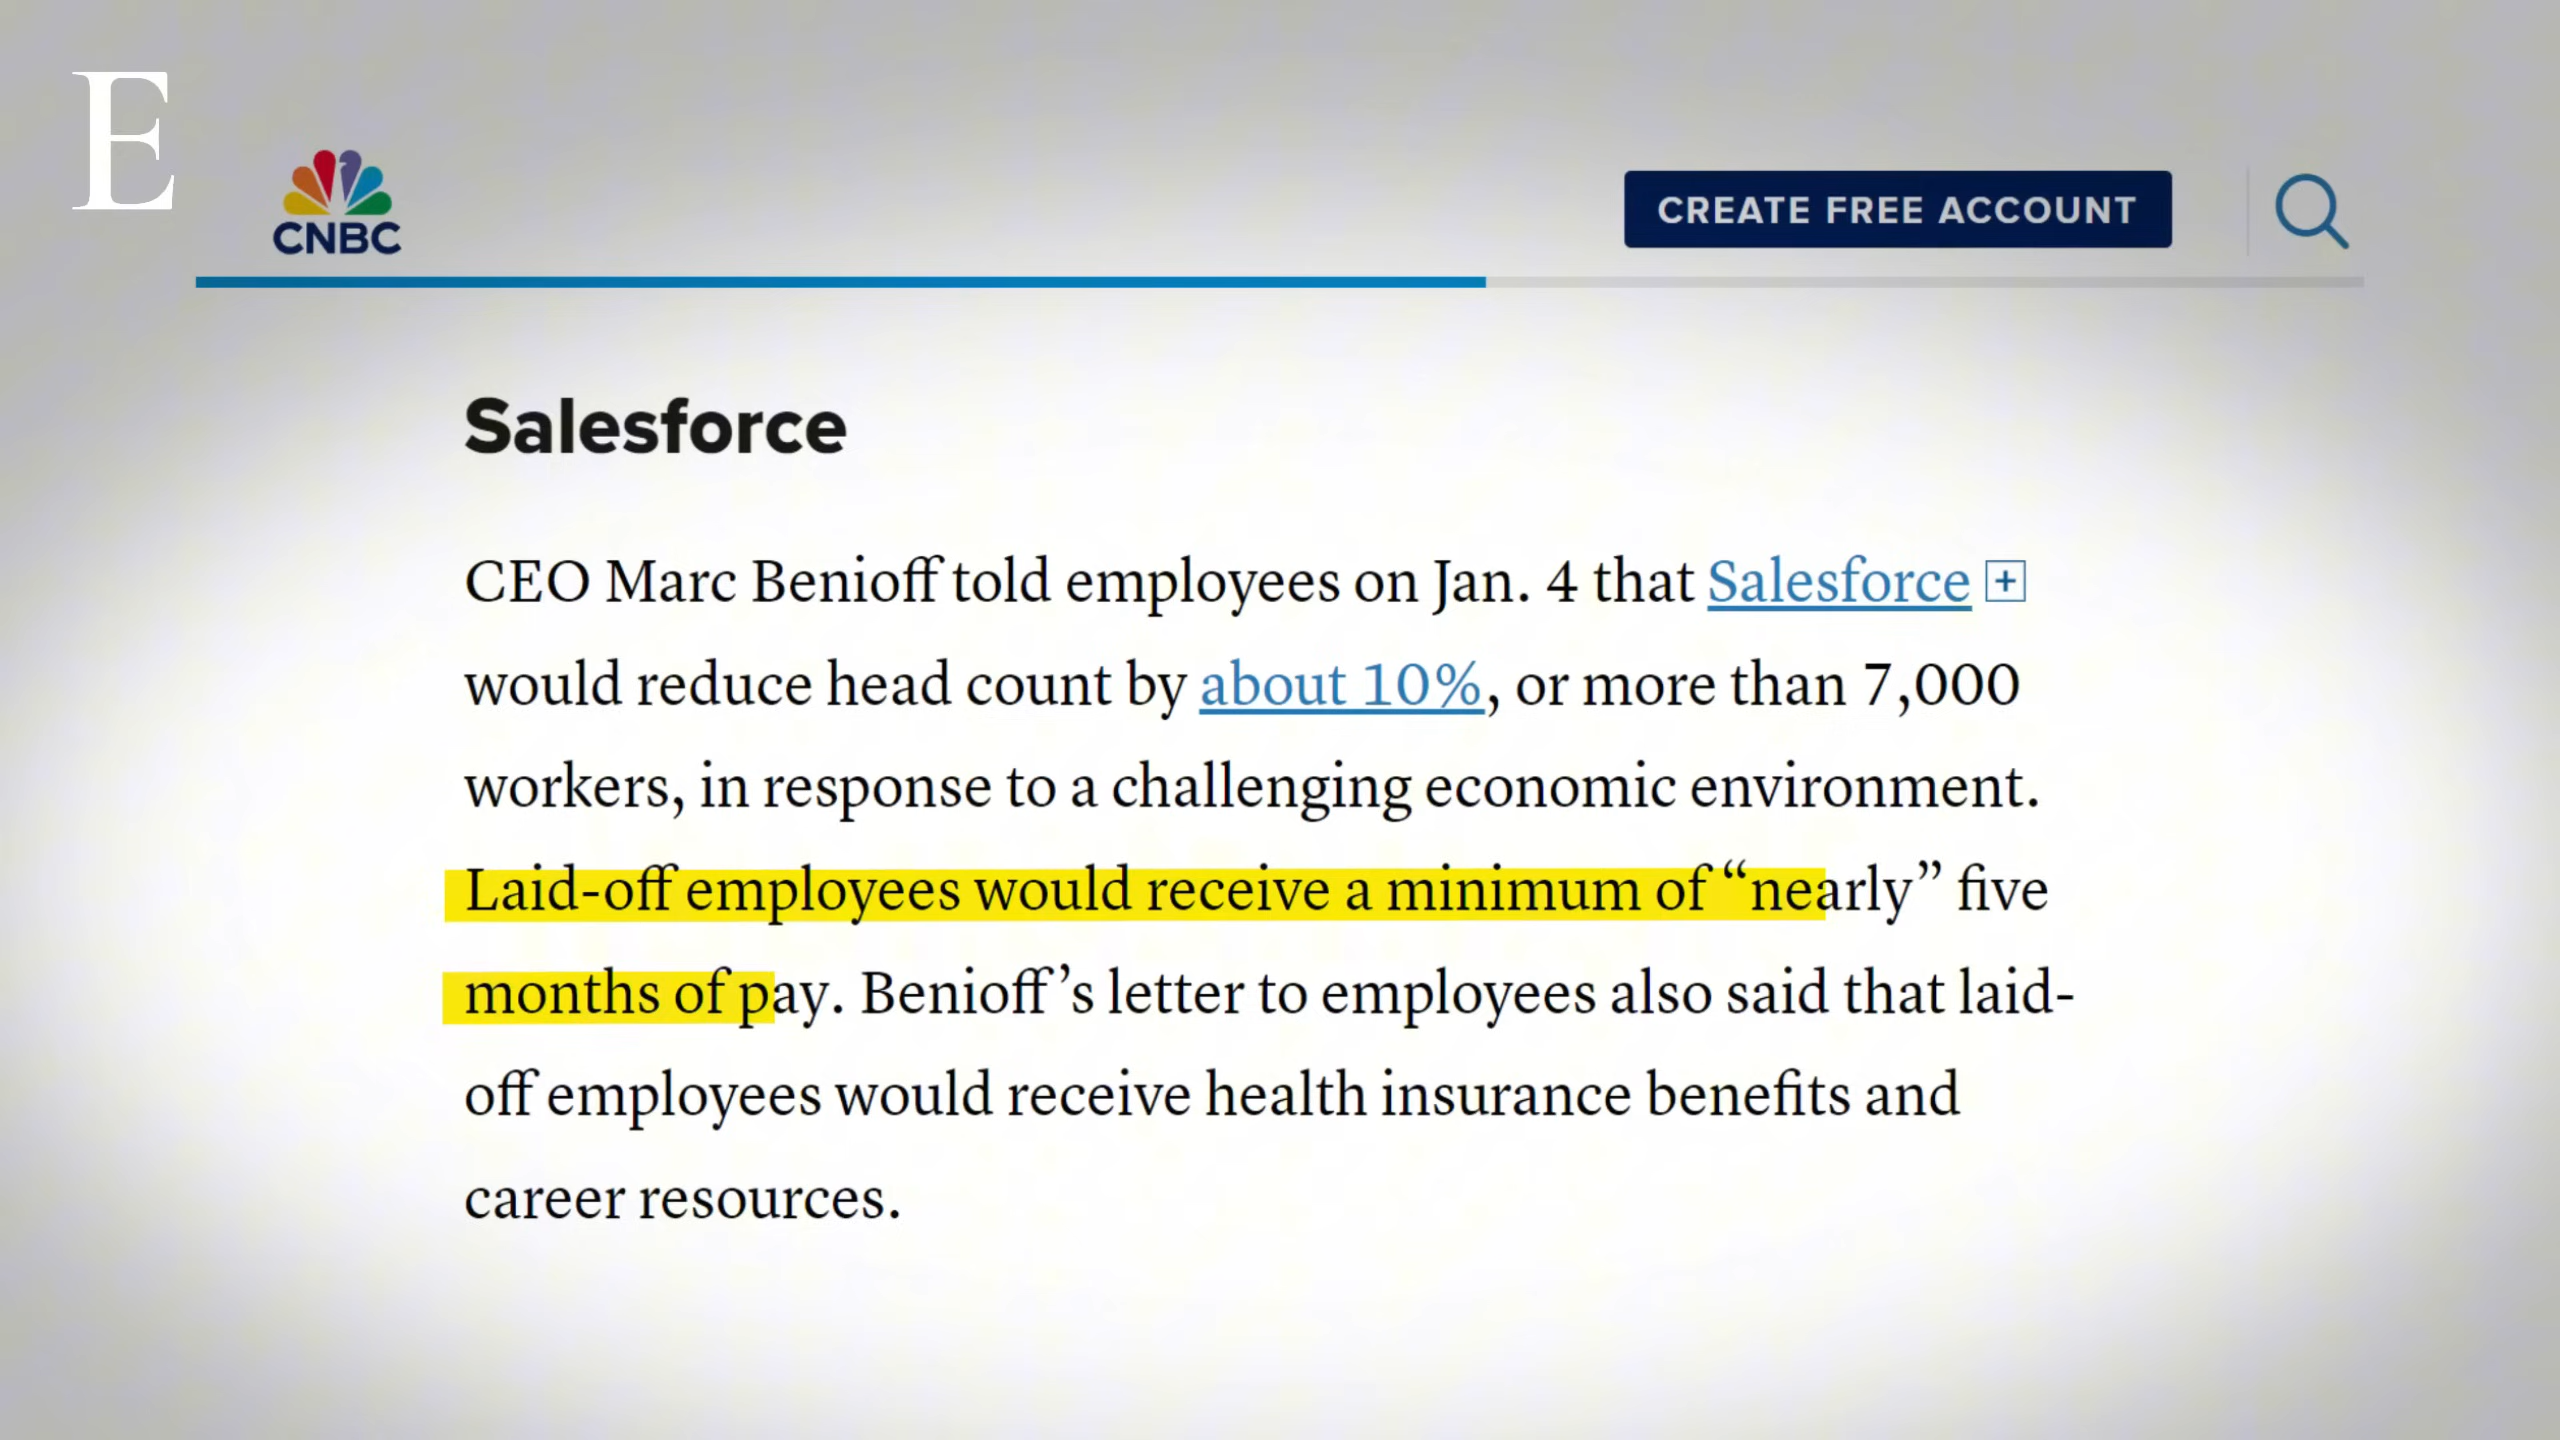 E
CNBC
CREATE FREE ACCOUNT
Salesforce
CEO Marc Benioff told employees on Jan. 4 that Salesforce
would reduce head count by about 10%, or more than 7,000
workers, in response to a challenging economic environment.
Laid-off employees would receive a minimum of “nearly” five
months of pay. Benioff’s letter to employees also said that laid-
off employees would receive health insurance benefits and
career resources.